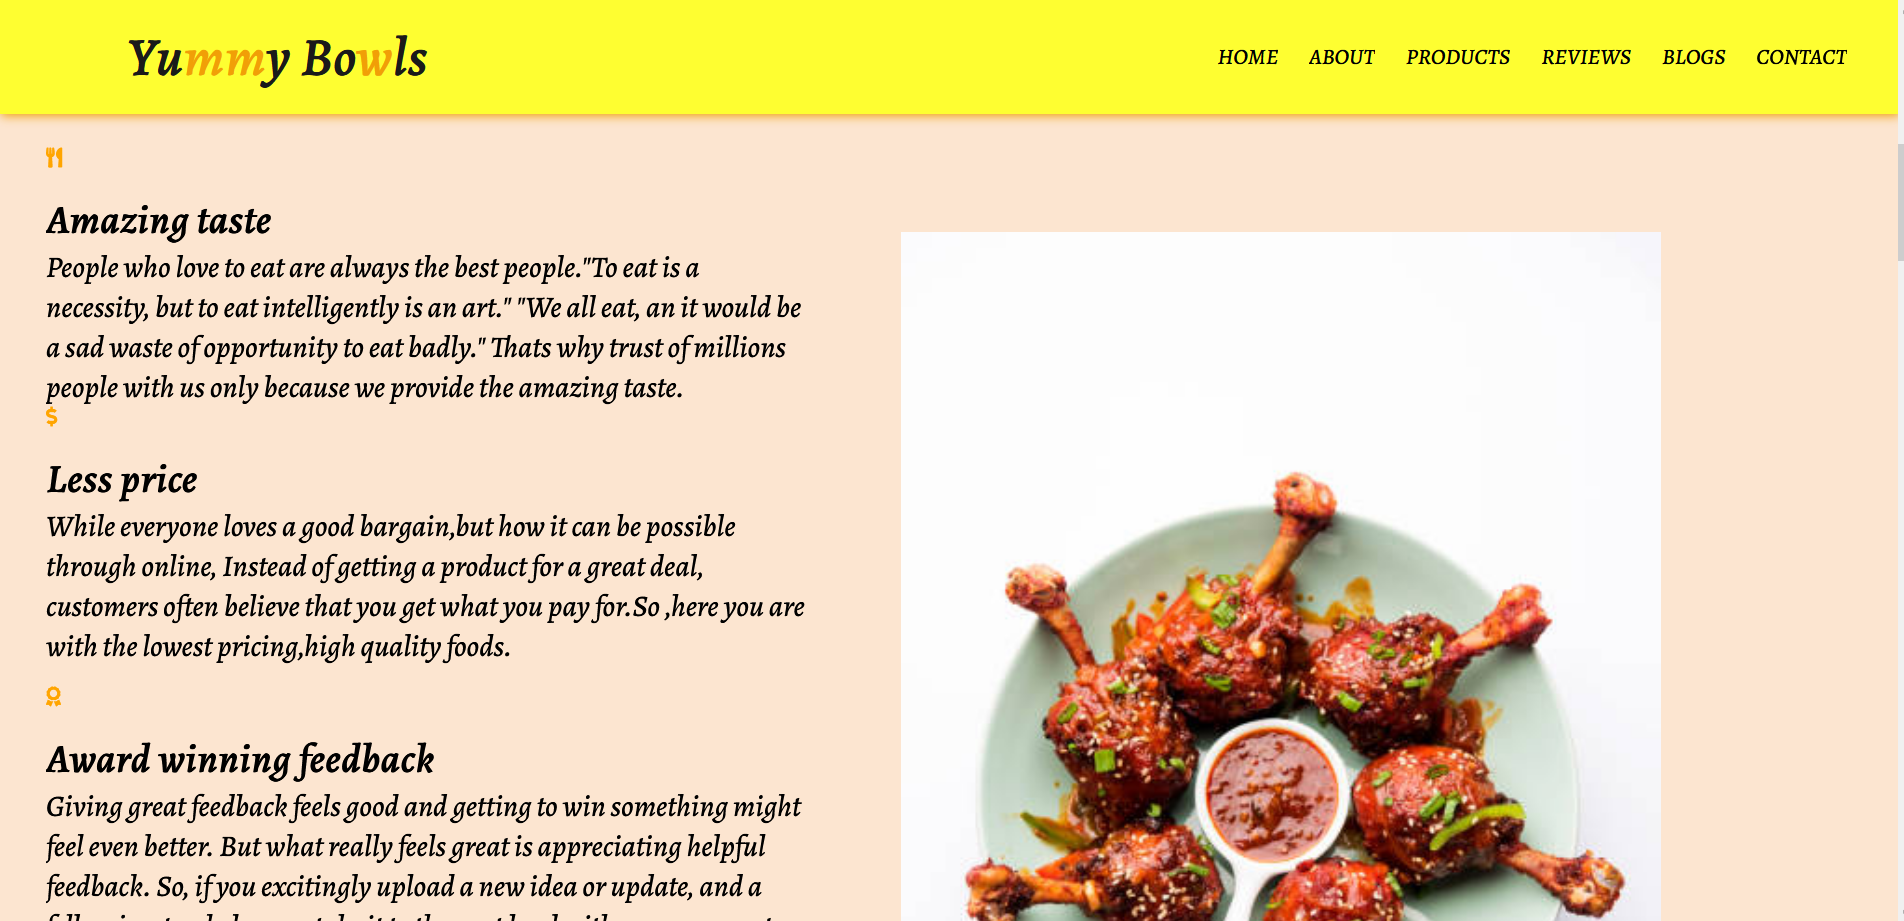 Yummy Bowls
HOME ABOUT PRODUCTS REVIEWS BLOGS CONTACT
Amazing taste
People who love to eat are always the best people."To eat is a
necessity, but to eat intelligently is an art." "We all eat, an it would be
a sad waste of opportunity to eat badly." Thats why trust of millions
people with us only because we provide the amazing taste.
Less price
While everyone loves a good bargain,but how it can be possible
through online, Instead of getting a product for a great deal,
customers often believe that you get what you pay for.So ,here you are
with the lowest pricing,high quality foods.
Award winning feedback
Giving great feedback feels good and getting to win something might
feel even better. But what really feels great is appreciating helpful
feedback. So, if you excitingly upload a new idea or update, and a